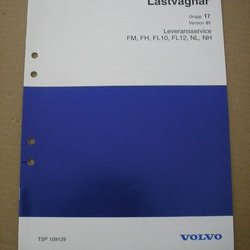 Lastvagnar
Grupp 17
Version 01
Leveransservice
FM, FH, FL10, FL12, NL, NH
TSP 109129
VOLVO